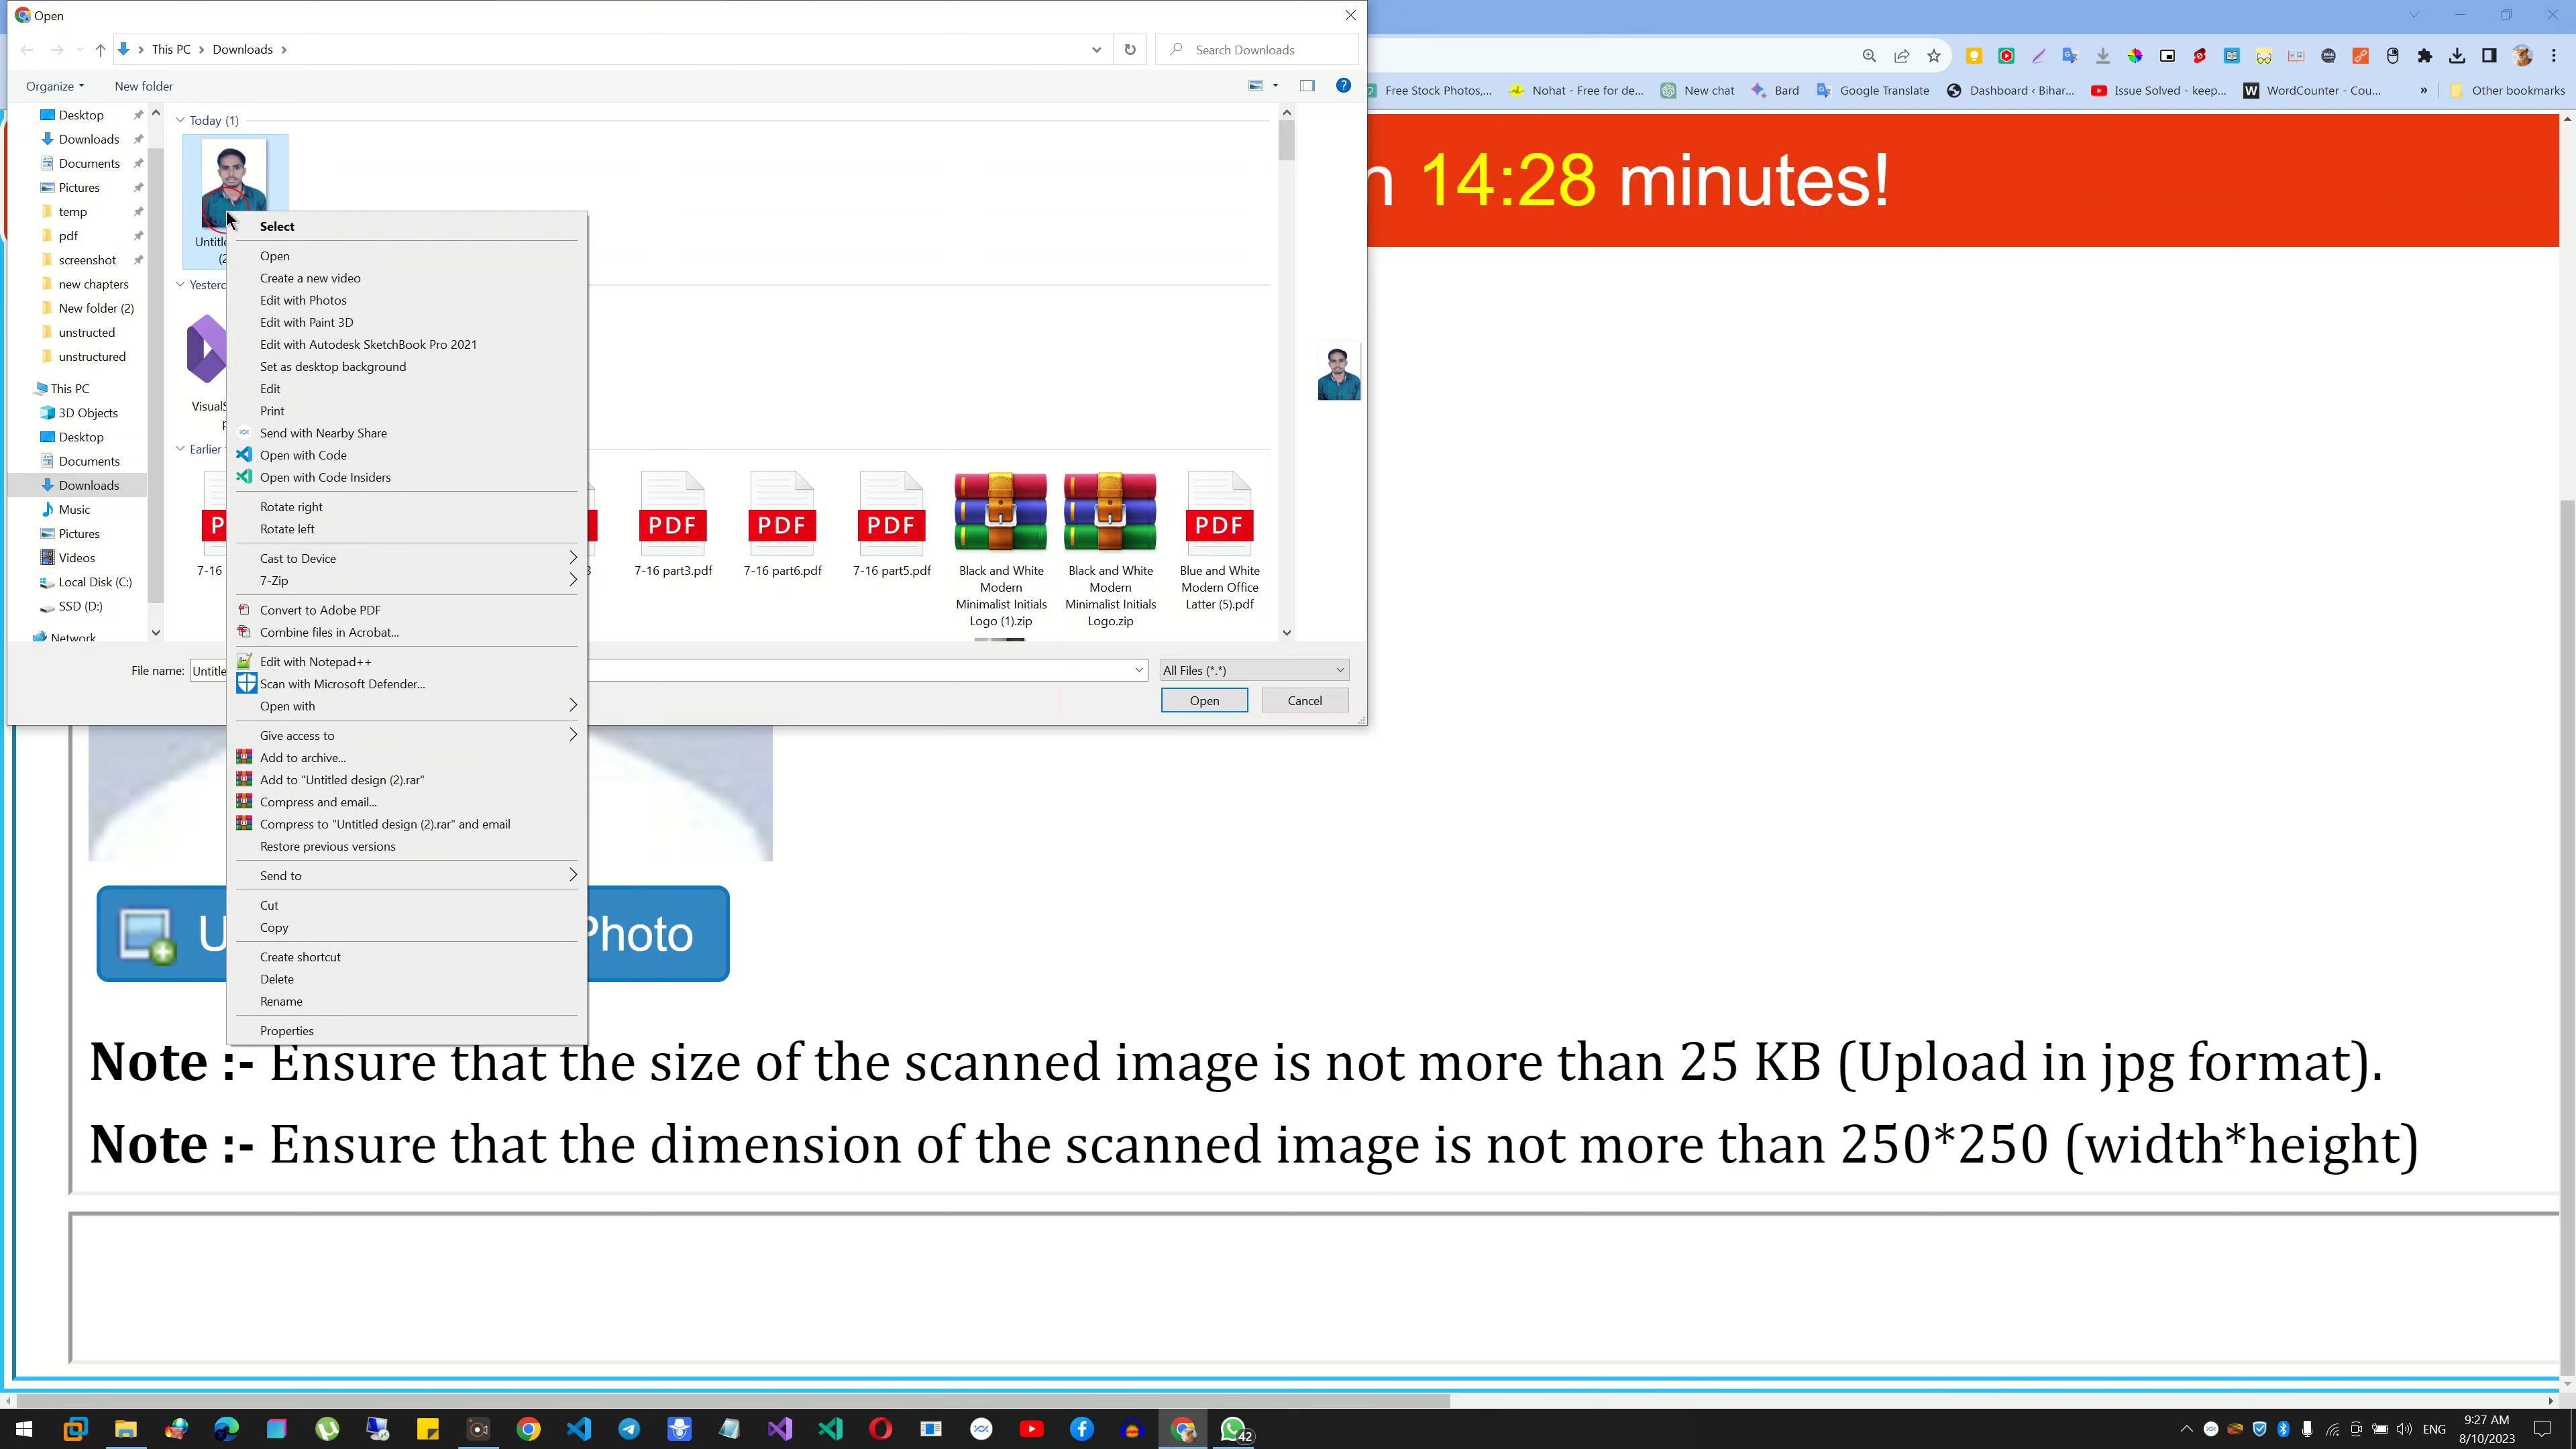 Open
This PC
Downloads
Search Downloads
Organize
New folder
Desktop
Downloads
Documents
Pictures
temp
pdf
screenshot
new chapters
New folder (2)
unstructed
unstructured
This PC
3D Objects
Desktop
Documents
Downloads
Music
Pictures
Videos
Local Disk (C:)
SSD (D:)
Network
Today (1)
Select
Open
Create a new video
Edit with Photos
Edit with Paint 3D
Edit with Autodesk SketchBook Pro 2021
Set as desktop background
Edit
Print
Send with Nearby Share
Open with Code
Open with Code Insiders
Rotate right
Rotate left
Cast to Device
7-Zip
Convert to Adobe PDF
Combine files in Acrobat...
Edit with Notepad++
Scan with Microsoft Defender...
Open with
Give access to
Add to archive...
Add to "Untitled design (2).rar"
Compress and email...
Compress to "Untitled design (2).rar" and email
Restore previous versions
Send to
Cut
Copy
Create shortcut
Delete
Rename
Properties
Earlier
PDF PDF PDF PDF
7-16
7-16 part3.pdf
7-16 part6.pdf
7-16 part5.pdf
Black and White
Modern
Minimalist Initials
Logo (1).zip
Black and White
Modern
Minimalist Initials
Logo.zip
Blue and White
Modern Office
Latter (5).pdf
File name:
All Files (*.*)
Open
Cancel
Free Stock Photos,...
Nohat - Free for de...
New chat
Bard
Google Translate
Dashboard ‹ Bihar...
Issue Solved - keep...
WordCounter - Cou...
»
Other bookmarks
14:28 minutes!
Photo
Note :- Ensure that the size of the scanned image is not more than 25 KB (Upload in jpg format).
Note :- Ensure that the dimension of the scanned image is not more than 250*250 (width*height)
42
ENG
9:27 AM
8/10/2023